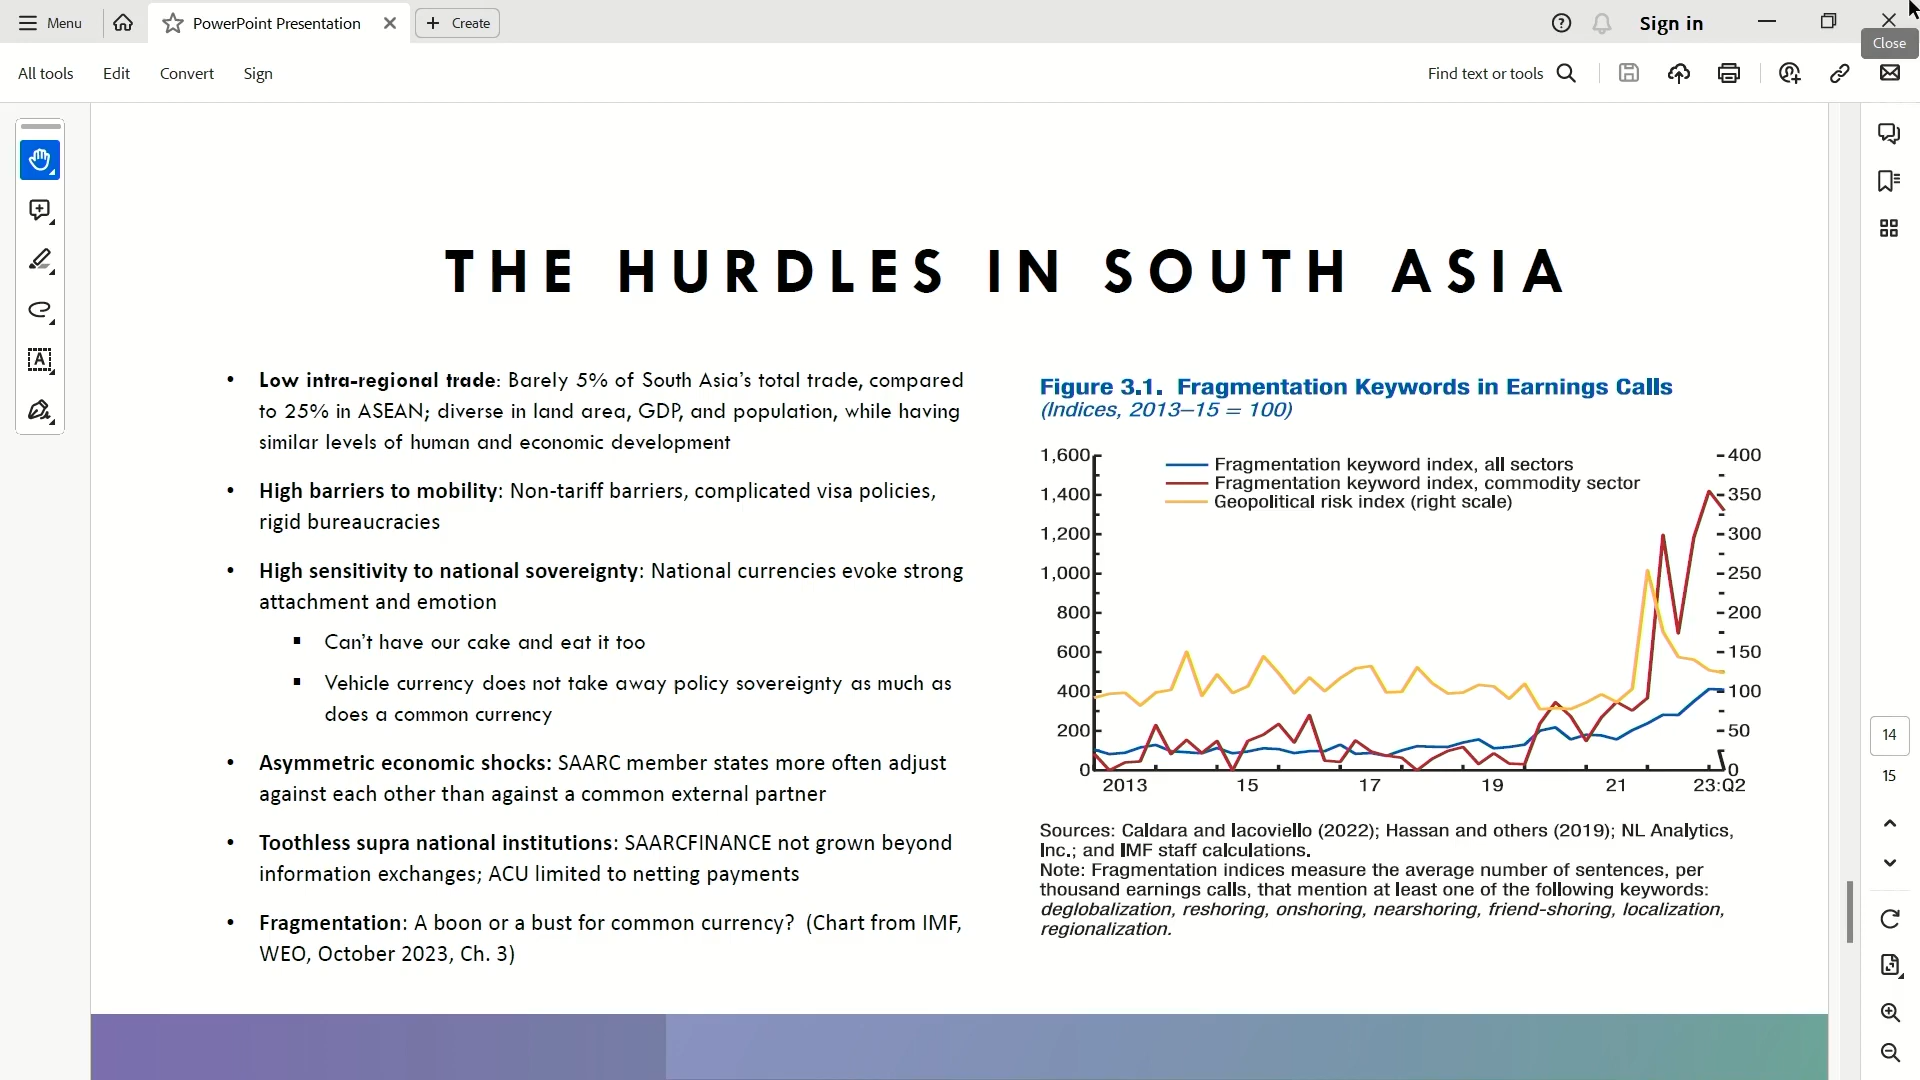 Menu
PowerPoint Presentation
Create
Sign in
Close
All tools
Edit
Convert
Sign
Find text or tools
THE HURDLES IN SOUTH ASIA
• Low intra-regional trade: Barely 5% of South Asia's total trade, compared
to 25% in ASEAN; diverse in land area, GDP, and population, while having
similar levels of human and economic development
• High barriers to mobility: Non-tariff barriers, complicated visa policies,
rigid bureaucracies
• High sensitivity to national sovereignty: National currencies evoke strong
attachment and emotion
▪ Can't have our cake and eat it too
▪ Vehicle currency does not take away policy sovereignty as much as
does a common currency
• Asymmetric economic shocks: SAARC member states more often adjust
against each other than against a common external partner
• Toothless supra national institutions: SAARCFINANCE not grown beyond
information exchanges; ACU limited to netting payments
• Fragmentation: A boon or a bust for common currency? (Chart from IMF,
WEO, October 2023, Ch. 3)
Figure 3.1. Fragmentation Keywords in Earnings Calls
(Indices, 2013–15 = 100)
Fragmentation keyword index, all sectors
Fragmentation keyword index, commodity sector
Geopolitical risk index (right scale)
1,600
1,400
1,200
1,000
800
600
400
200
0
400
350
300
250
200
150
100
50
0
2013 15 17 19 21 23:Q2
Sources: Caldara and Iacoviello (2022); Hassan and others (2019); NL Analytics,
Inc.; and IMF staff calculations.
Note: Fragmentation indices measure the average number of sentences, per
thousand earnings calls, that mention at least one of the following keywords:
deglobalization, reshoring, onshoring, nearshoring, friend-shoring, localization,
regionalization.
14
15